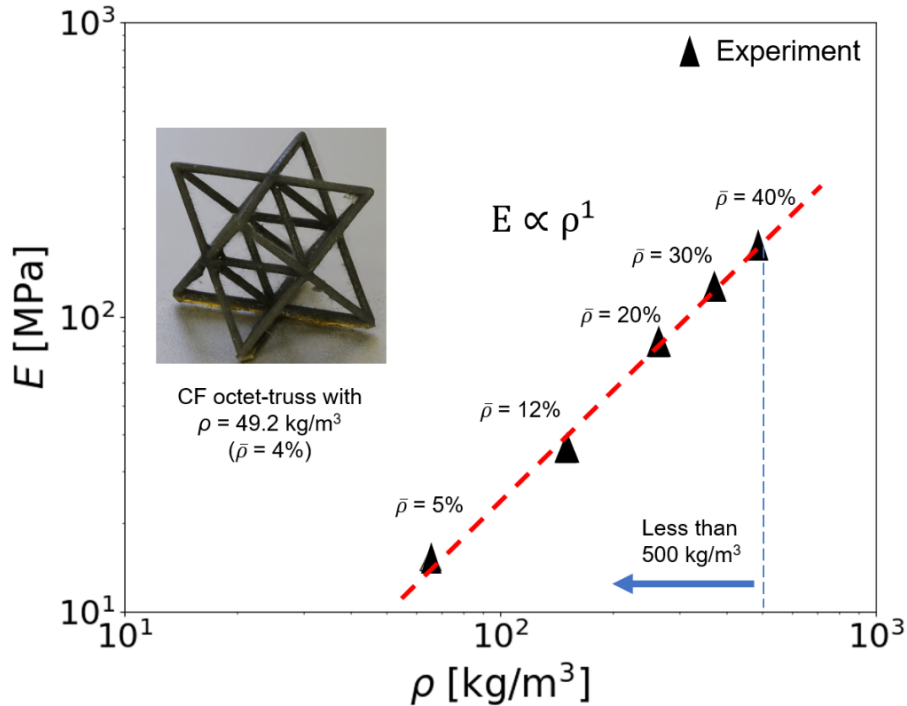 10³
Experiment
ρ̄ = 40%
E ∝ ρ¹
ρ̄ = 30%
E [MPa]
10²
ρ̄ = 20%
CF octet-truss with
ρ = 49.2 kg/m³
(ρ̄ = 4%)
ρ̄ = 12%
ρ̄ = 5%
Less than
500 kg/m³
10¹
10¹
10²
10³
ρ [kg/m³]